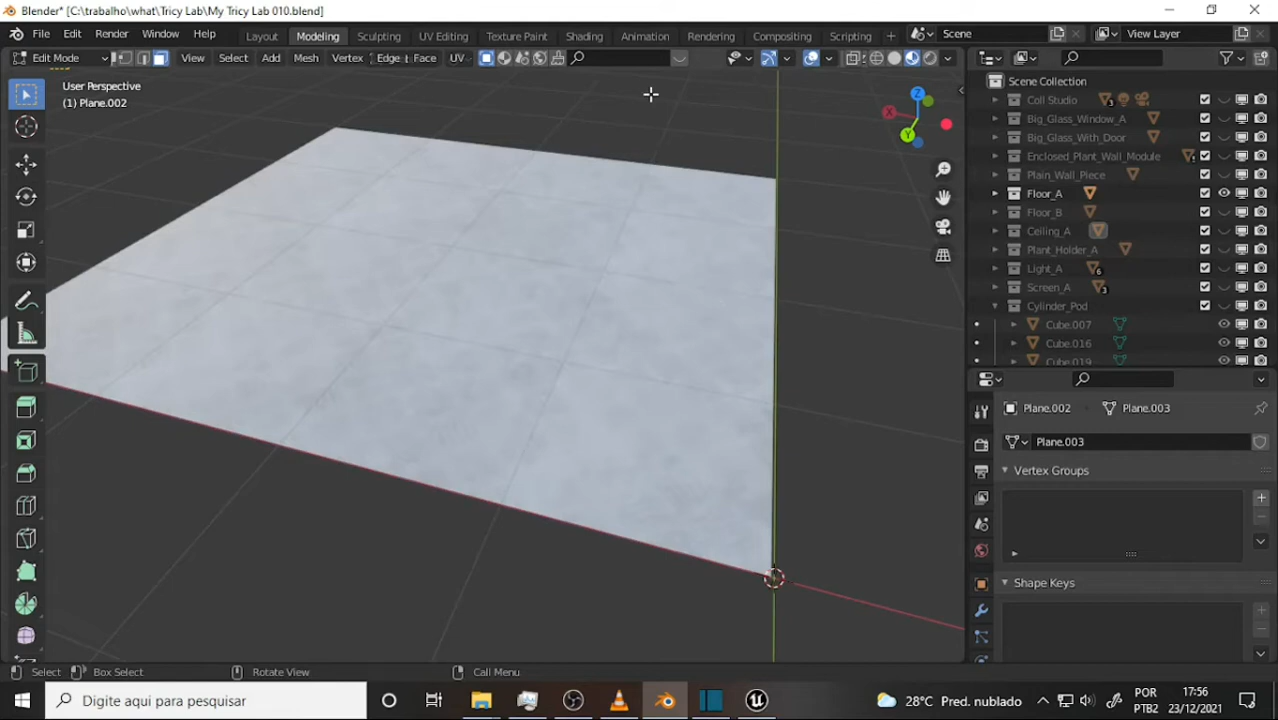 Blender* [C:\trabalho\what\Tricy Lab\My Tricy Lab 010.blend]
File Edit Render Window Help Layout Modeling Sculpting UV Editing Texture Paint Shading Animation Rendering Compositing Scripting + Scene View Layer
Edit Mode View Select Add Mesh Vertex Edge Face UV
User Perspective
(1) Plane.002
Z
X
Y
Scene Collection
Coll Studio 3
Big_Glass_Window_A
Big_Glass_With_Door
Enclosed_Plant_Wall_Module
Plain_Wall_Piece
Floor_A
Floor_B
Ceiling_A
Plant_Holder_A
Light_A 6
Screen_A 3
Cylinder_Pod
Cube.007
Cube.016
Cube.019
Plane.002 Plane.003
Plane.003
Vertex Groups
Shape Keys
Select Box Select Rotate View Call Menu
Digite aqui para pesquisar
28°C Pred. nublado
POR
PTB2
17:56
23/12/2021